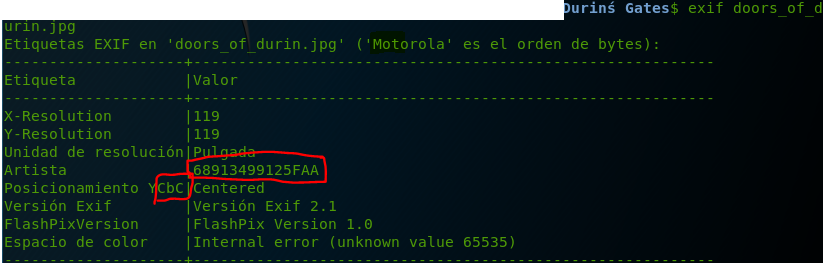 Durinś Gates$ exif doors_of_d
urin.jpg
Etiquetas EXIF en 'doors_of_durin.jpg' ('Motorola' es el orden de bytes):
--------------------+----------------------------------------------------------
Etiqueta            |Valor
--------------------+----------------------------------------------------------
X-Resolution        |119
Y-Resolution        |119
Unidad de resolución|Pulgada
Artista             |68913499125FAA
Posicionamiento YCbC|Centered
Versión Exif        |Versión Exif 2.1
FlashPixVersion     |FlashPix Version 1.0
Espacio de color    |Internal error (unknown value 65535)
--------------------+----------------------------------------------------------